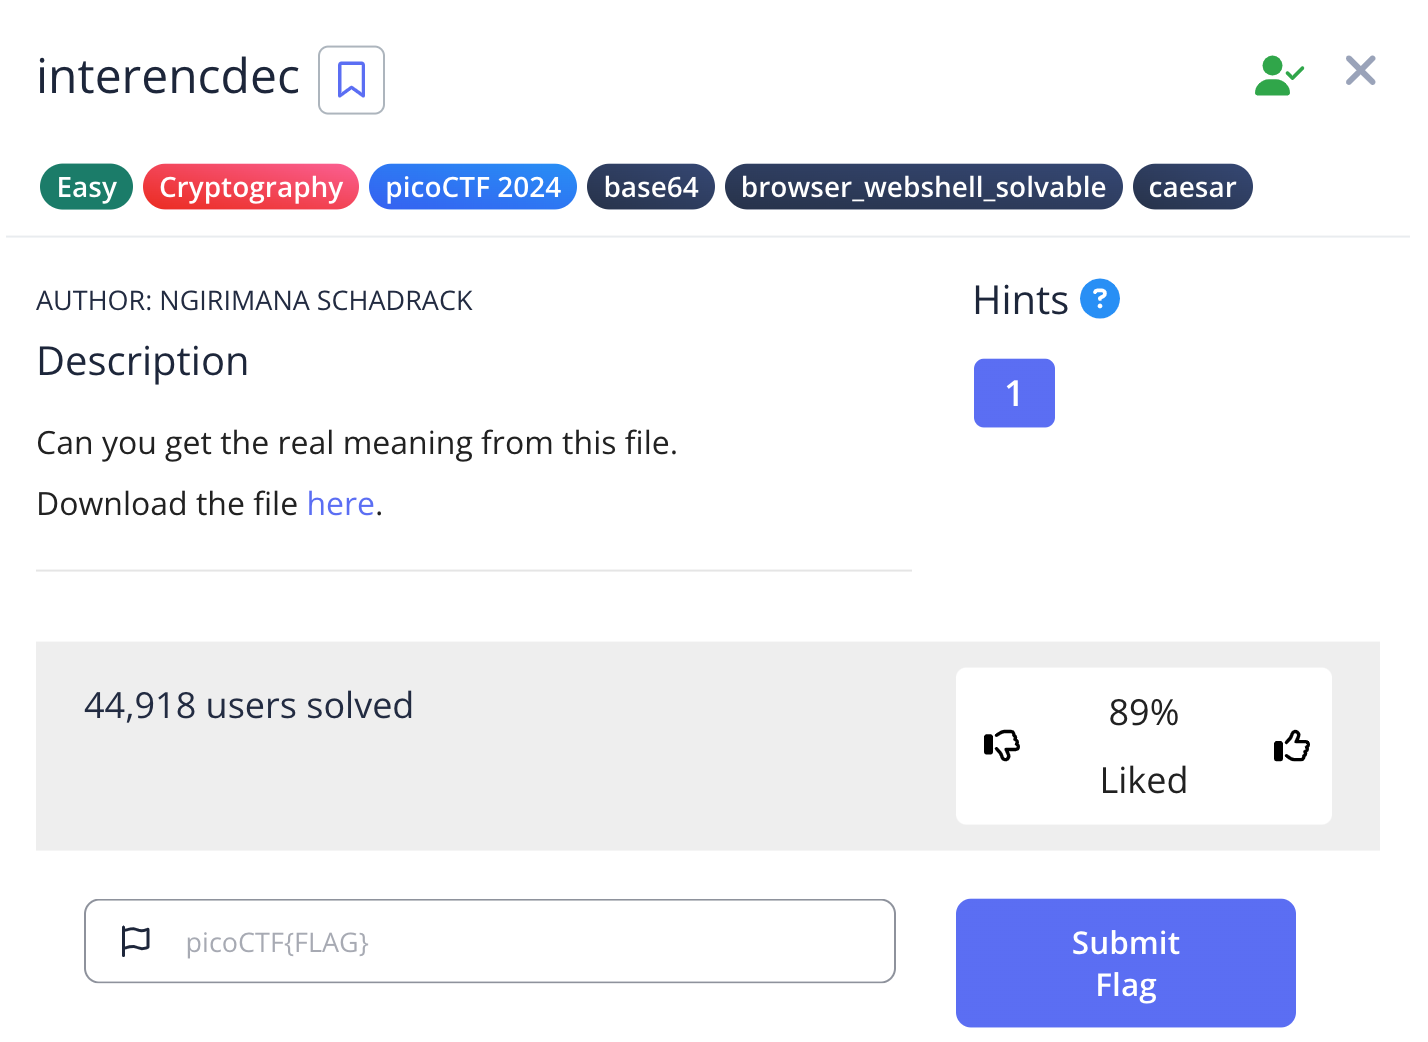 interencdec
Easy Cryptography picoCTF 2024 base64 browser_webshell_solvable caesar
AUTHOR: NGIRIMANA SCHADRACK
Description
Can you get the real meaning from this file.
Download the file here.
Hints ?
1
44,918 users solved
89%
Liked
picoCTF{FLAG}
Submit
Flag